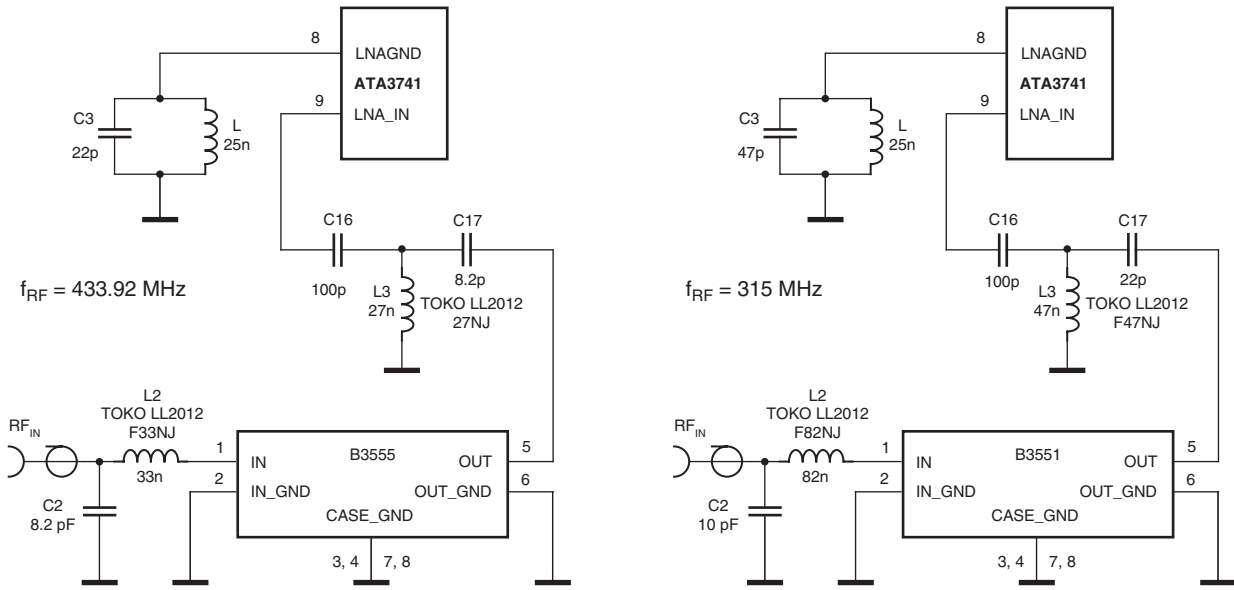 8
LNAGND
ATA3741
C3
22p
L
25n
9
LNA_IN
C16
100p
C17
8.2p
fRF = 433.92 MHz
L3
27n
TOKO LL2012
27NJ
L2
TOKO LL2012
F33NJ
33n
RFIN
C2
8.2 pF
1
IN
2
IN_GND
B3555
OUT
5
OUT_GND
6
CASE_GND
3, 4
7, 8
8
LNAGND
ATA3741
C3
47p
L
25n
9
LNA_IN
C16
100p
C17
22p
fRF = 315 MHz
L3
47n
TOKO LL2012
F47NJ
L2
TOKO LL2012
F82NJ
82n
RFIN
C2
10 pF
1
IN
2
IN_GND
B3551
OUT
5
OUT_GND
6
CASE_GND
3, 4
7, 8